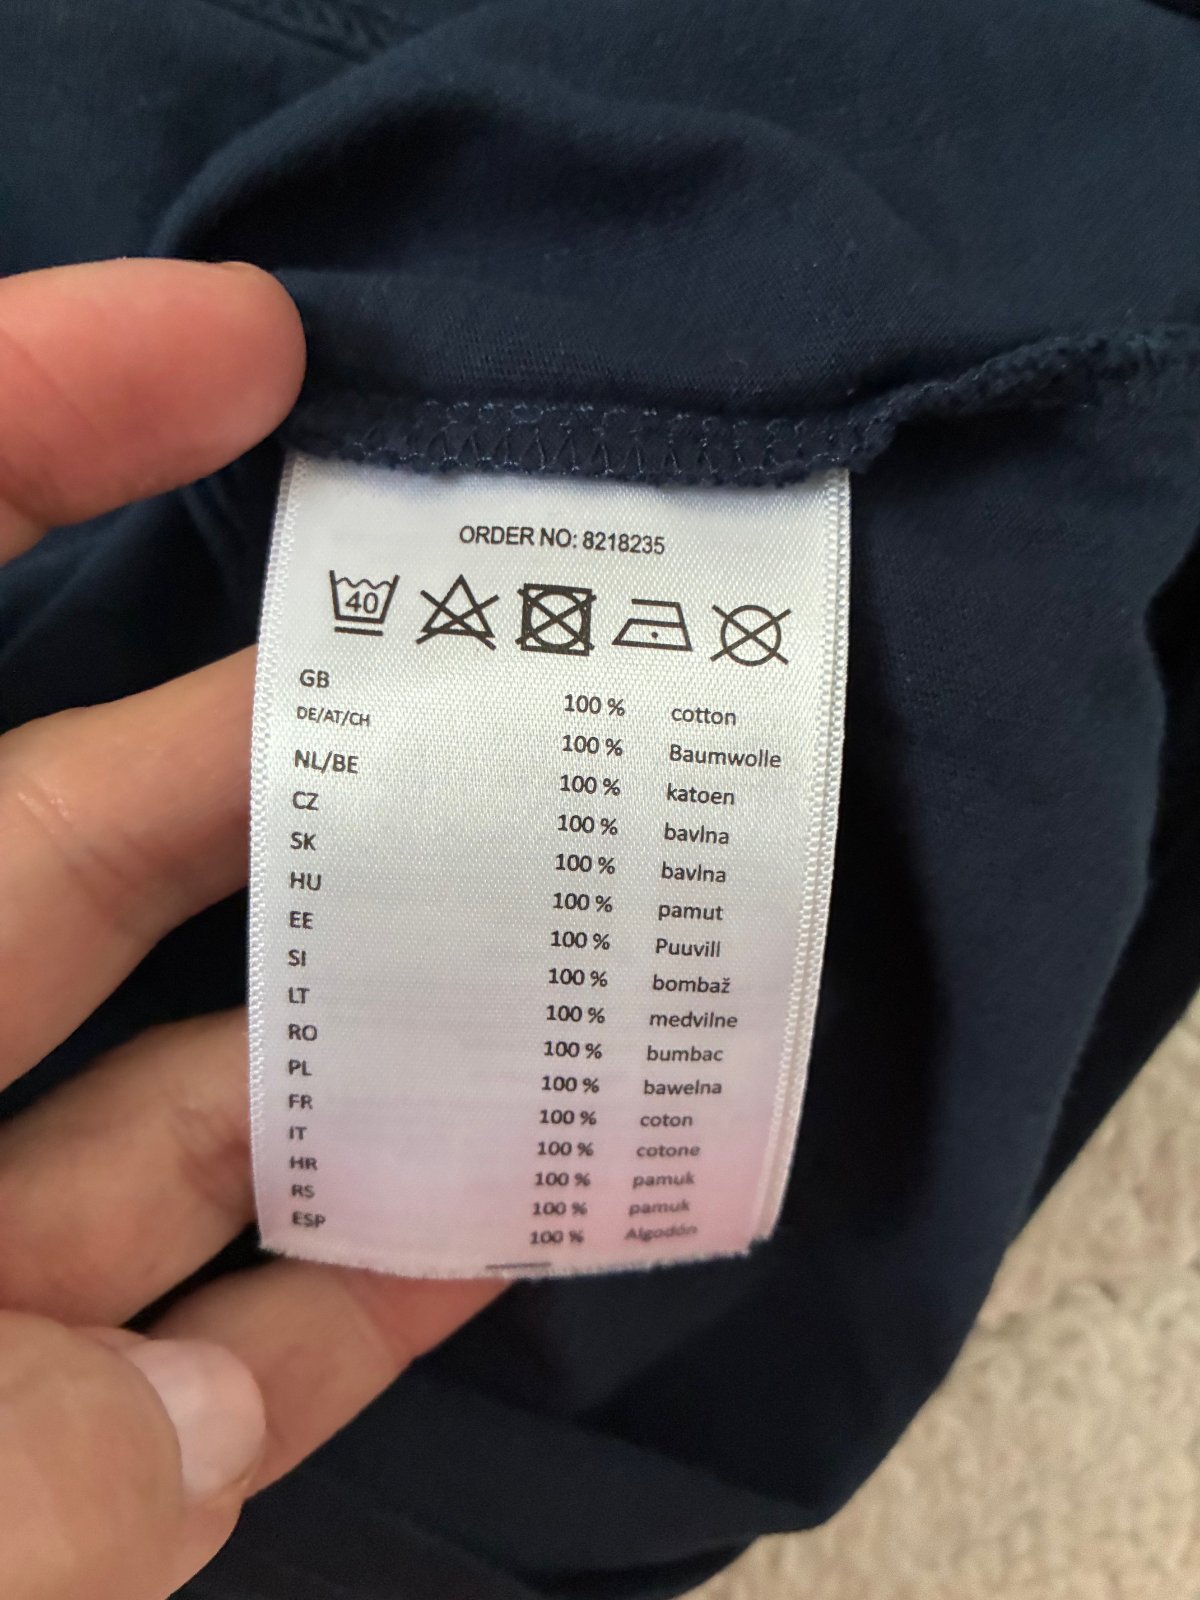 ORDER NO: 8218235
40
GB 100 % cotton
DE/AT/CH 100 % Baumwolle
NL/BE 100 % katoen
CZ 100 % bavlna
SK 100 % bavlna
HU 100 % pamut
EE 100 % Puuvill
SI 100 % bombaž
LT 100 % medvilne
RO 100 % bumbac
PL 100 % bawelna
FR 100 % coton
IT 100 % cotone
HR 100 % pamuk
RS 100 % pamuk
ESP 100 % Algodón